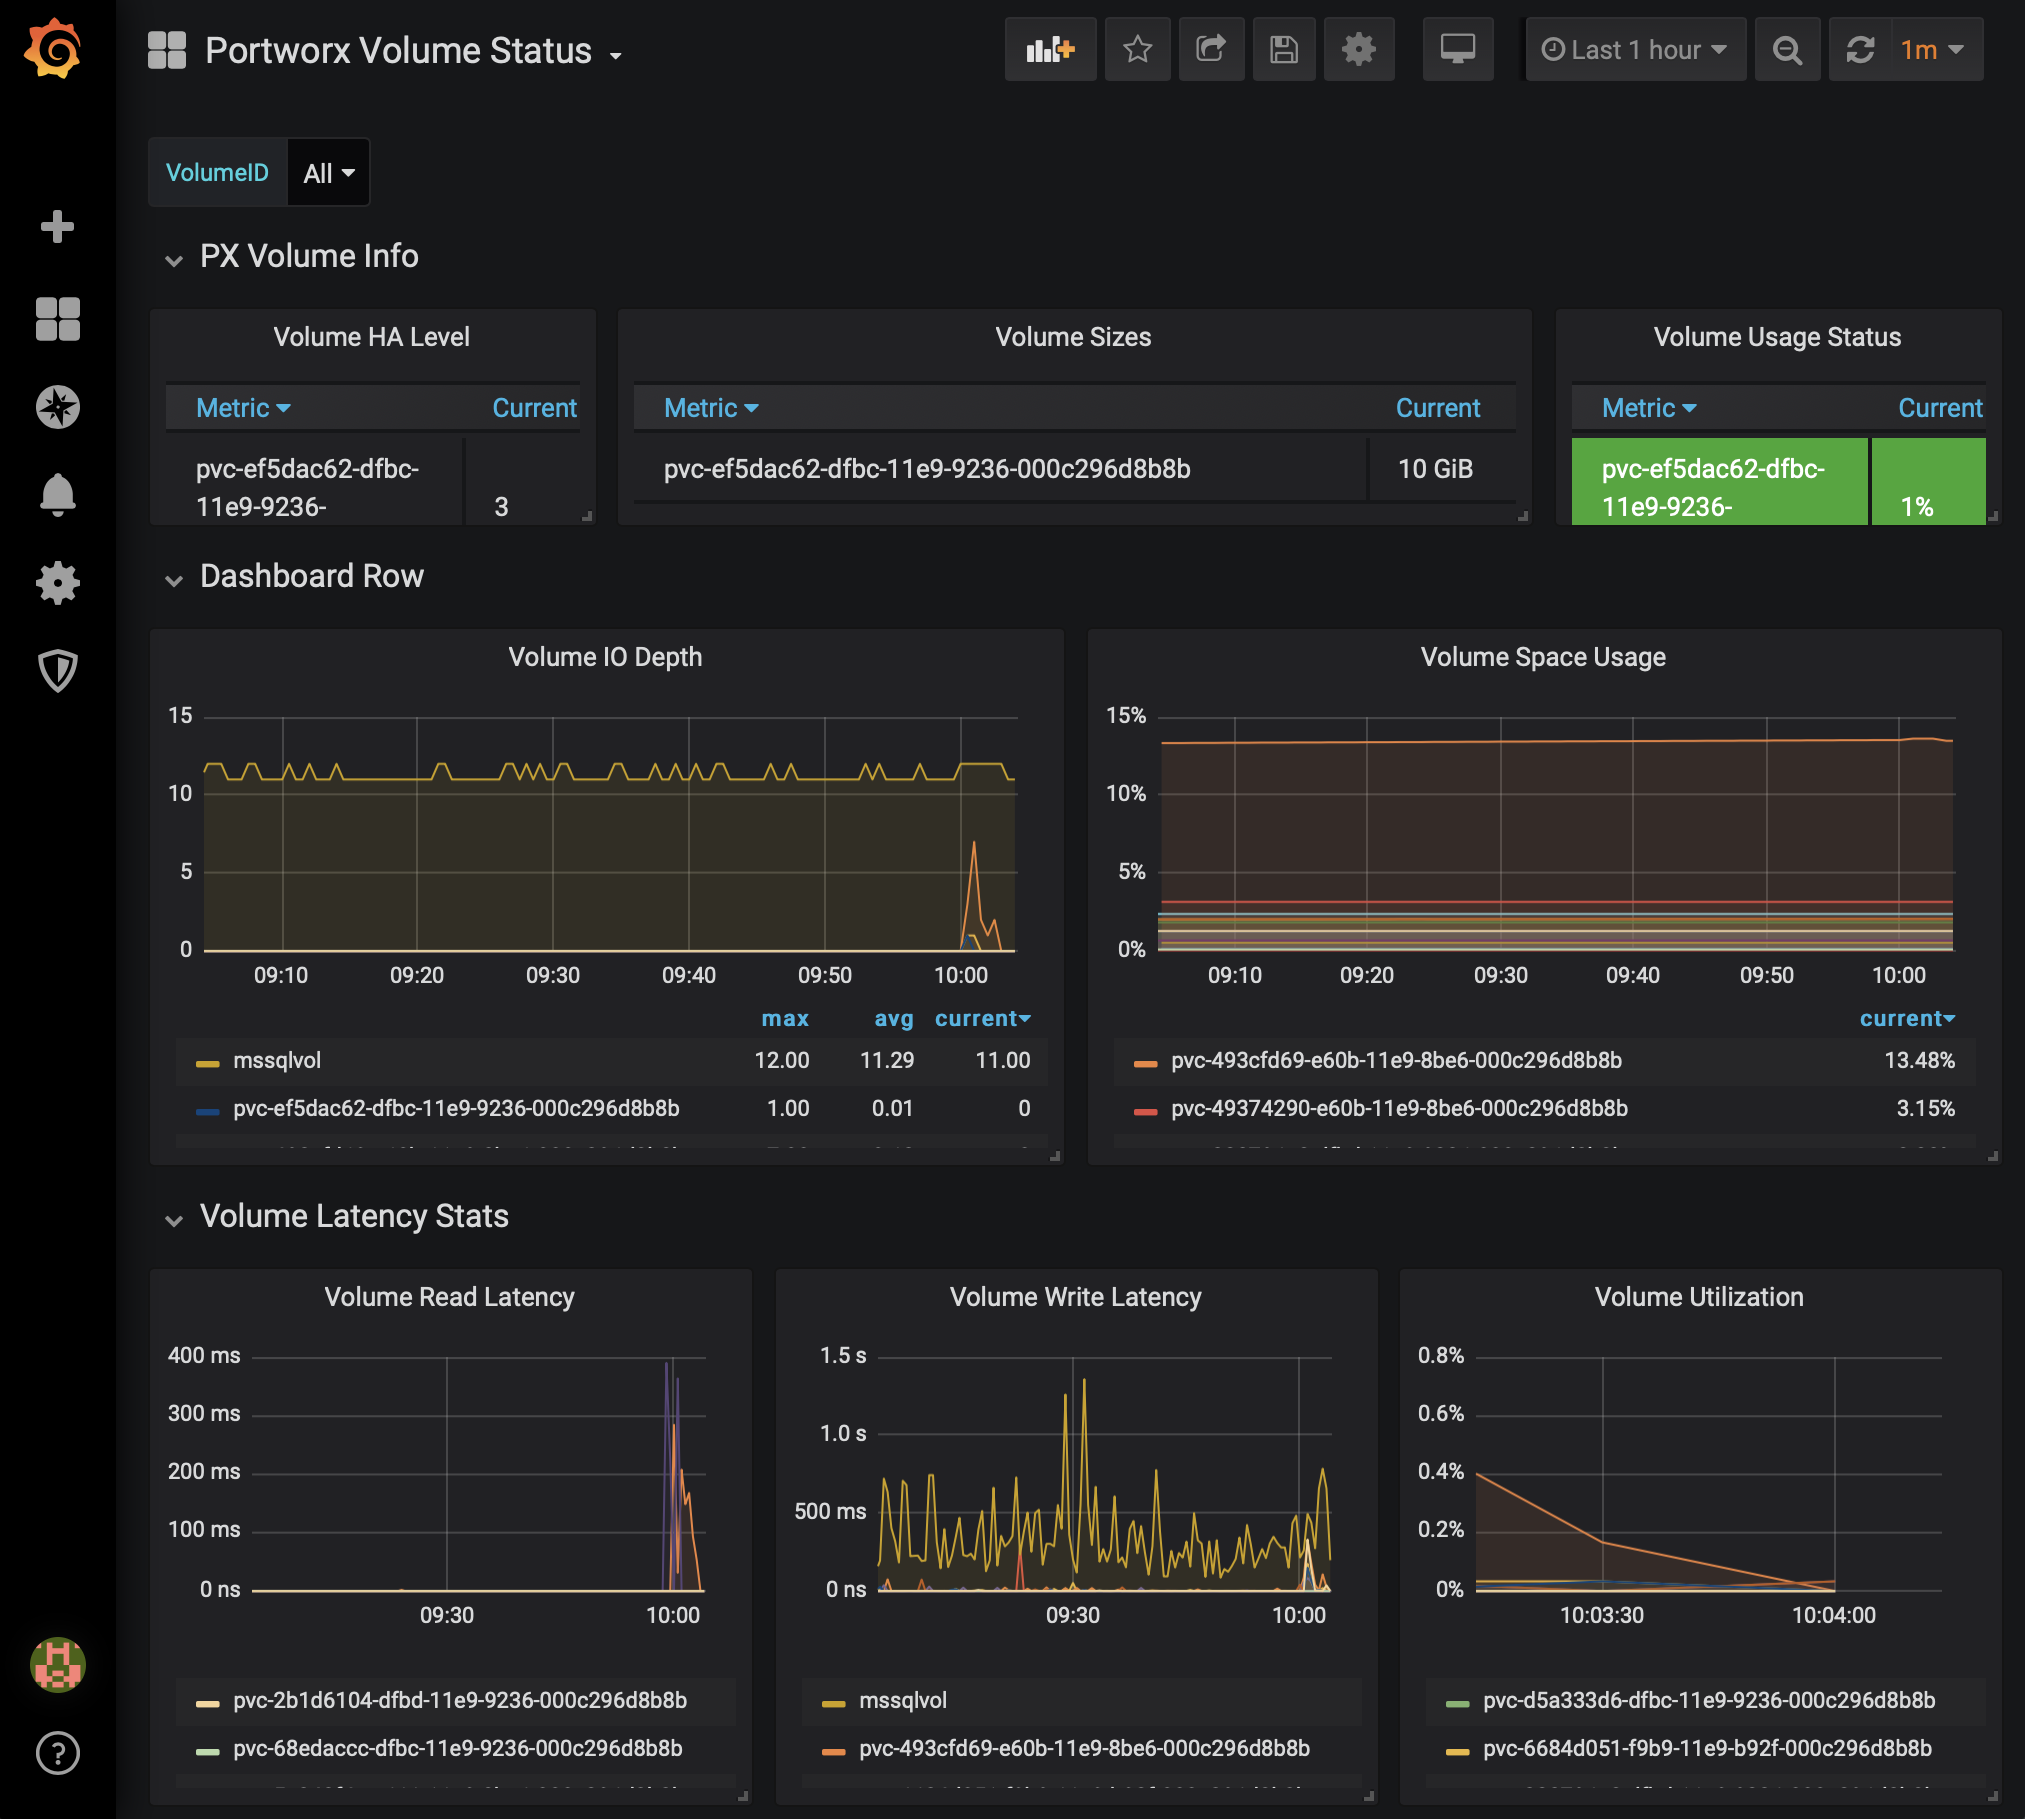 Portworx Volume Status
Last 1 hour
1m
VolumeID All
PX Volume Info
Volume HA Level
Metric Current
pvc-ef5dac62-dfbc-
11e9-9236-
3
Volume Sizes
Metric Current
pvc-ef5dac62-dfbc-11e9-9236-000c296d8b8b 10 GiB
Volume Usage Status
Metric Current
pvc-ef5dac62-dfbc-
11e9-9236-
1%
Dashboard Row
Volume IO Depth
15
10
5
0
09:10 09:20 09:30 09:40 09:50 10:00
max avg current
mssqlvol 12.00 11.29 11.00
pvc-ef5dac62-dfbc-11e9-9236-000c296d8b8b 1.00 0.01 0
Volume Space Usage
15%
10%
5%
0%
09:10 09:20 09:30 09:40 09:50 10:00
current
pvc-493cfd69-e60b-11e9-8be6-000c296d8b8b 13.48%
pvc-49374290-e60b-11e9-8be6-000c296d8b8b 3.15%
Volume Latency Stats
Volume Read Latency
400 ms
300 ms
200 ms
100 ms
0 ns
09:30 10:00
pvc-2b1d6104-dfbd-11e9-9236-000c296d8b8b
pvc-68edaccc-dfbc-11e9-9236-000c296d8b8b
Volume Write Latency
1.5 s
1.0 s
500 ms
0 ns
09:30 10:00
mssqlvol
pvc-493cfd69-e60b-11e9-8be6-000c296d8b8b
Volume Utilization
0.8%
0.6%
0.4%
0.2%
0%
10:03:30 10:04:00
pvc-d5a333d6-dfbc-11e9-9236-000c296d8b8b
pvc-6684d051-f9b9-11e9-b92f-000c296d8b8b